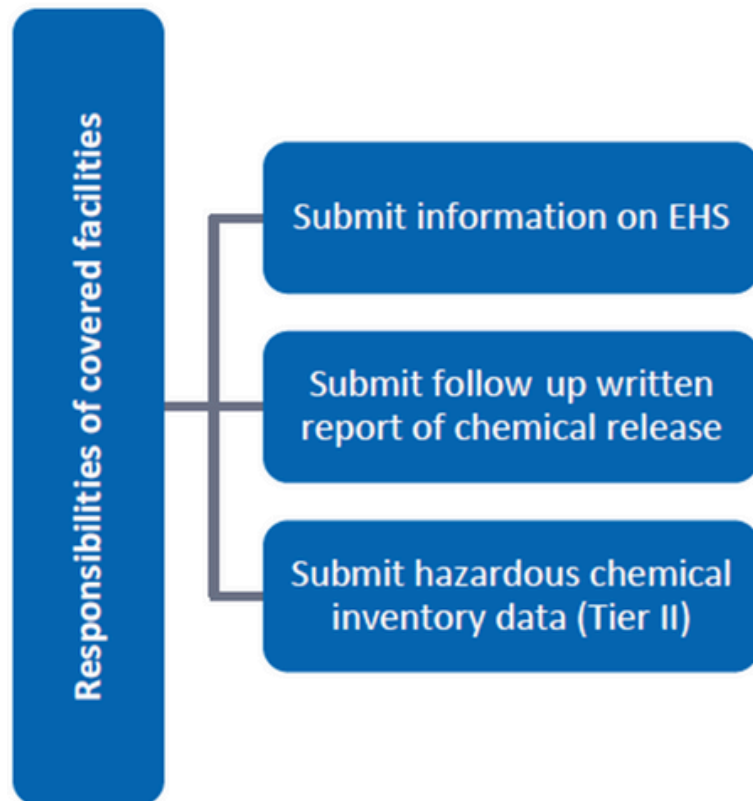 Responsibilities of covered facilities
Submit information on EHS
Submit follow up written
report of chemical release
Submit hazardous chemical
inventory data (Tier II)